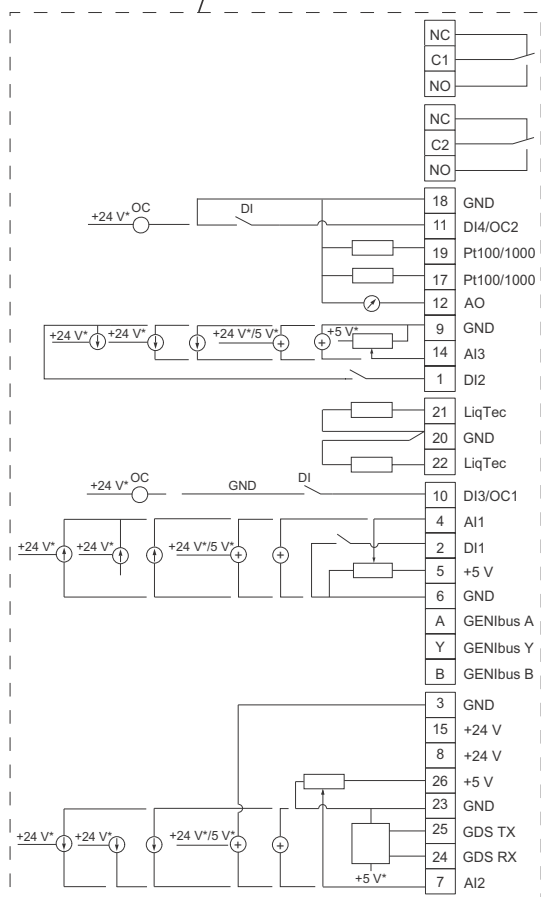 NC
C1
NO
NC
C2
NO
18 GND
+24 V* OC DI 11 DI4/OC2
19 Pt100/1000
17 Pt100/1000
12 AO
9 GND
+24 V* +24 V* +24 V*/5 V* +5 V*
14 AI3
1 DI2
21 LiqTec
20 GND
22 LiqTec
+24 V* OC GND DI 10 DI3/OC1
4 AI1
2 DI1
+24 V* +24 V* +24 V*/5 V*
5 +5 V
6 GND
A GENIbus A
Y GENIbus Y
B GENIbus B
3 GND
15 +24 V
8 +24 V
26 +5 V
23 GND
+24 V* +24 V* +24 V*/5 V* 25 GDS TX
24 GDS RX
+5 V* 7 AI2